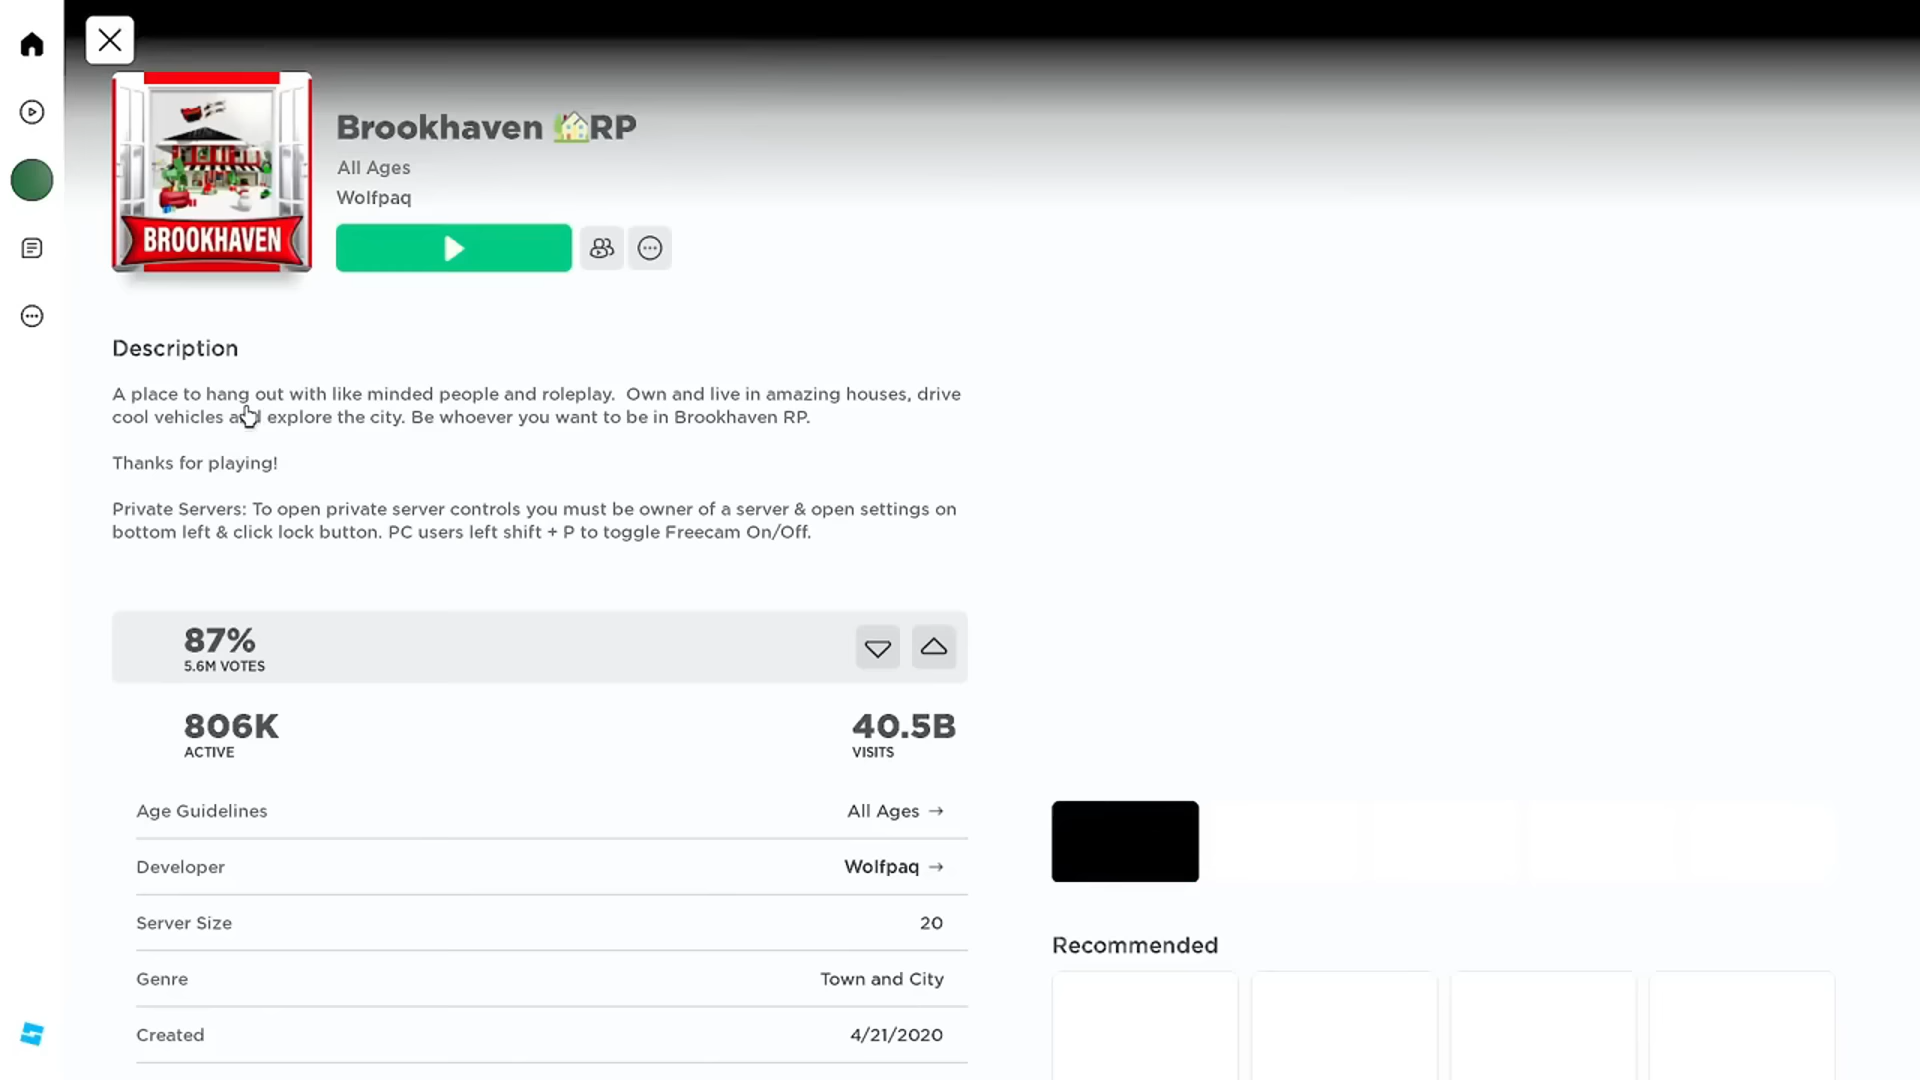 Brookhaven 🏡RP
All Ages
Wolfpaq
BROOKHAVEN
Description
A place to hang out with like minded people and roleplay.  Own and live in amazing houses, drive
cool vehicles and explore the city. Be whoever you want to be in Brookhaven RP.
Thanks for playing!
Private Servers: To open private server controls you must be owner of a server & open settings on
bottom left & click lock button. PC users left shift + P to toggle Freecam On/Off.
87%
5.6M VOTES
806K
ACTIVE
40.5B
VISITS
Age Guidelines
All Ages →
Developer
Wolfpaq →
Server Size
20
Genre
Town and City
Created
4/21/2020
Recommended